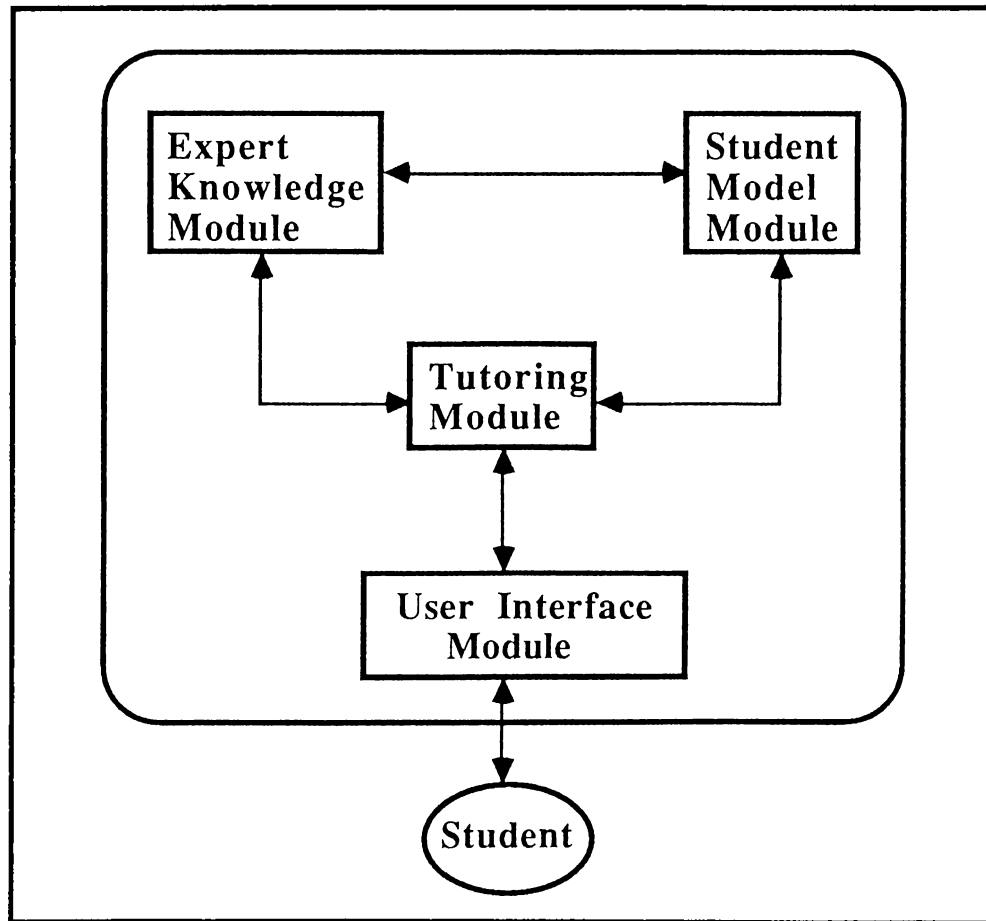 Expert
Knowledge
Module
Student
Model
Module
Tutoring
Module
User Interface
Module
Student